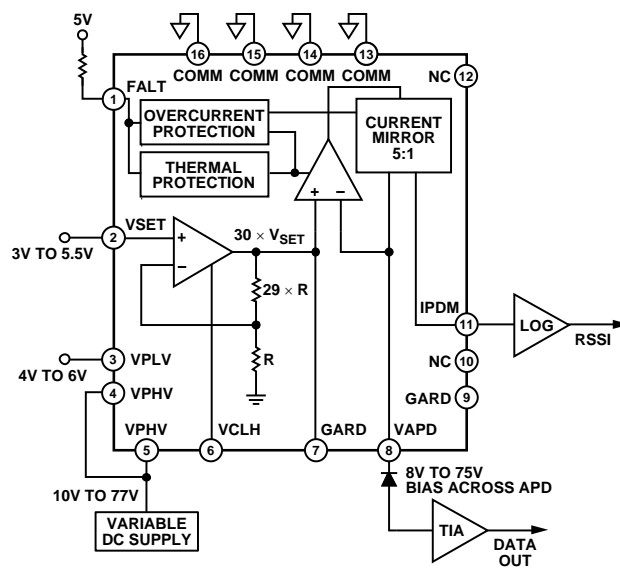 5V
16
15
14
13
COMM
COMM
COMM
COMM
NC
12
FALT
1
OVERCURRENT
PROTECTION
CURRENT
MIRROR
5:1
THERMAL
PROTECTION
+
–
VSET
30 × VSET
2
3V TO 5.5V
+
–
29 × R
IPDM
11
LOG
RSSI
R
VPLV
3
4V TO 6V
NC
10
4
VPHV
GARD
9
VPHV
VCLH
GARD
VAPD
5
6
7
8
10V TO 77V
8V TO 75V
BIAS ACROSS APD
VARIABLE
DC SUPPLY
TIA
DATA
OUT